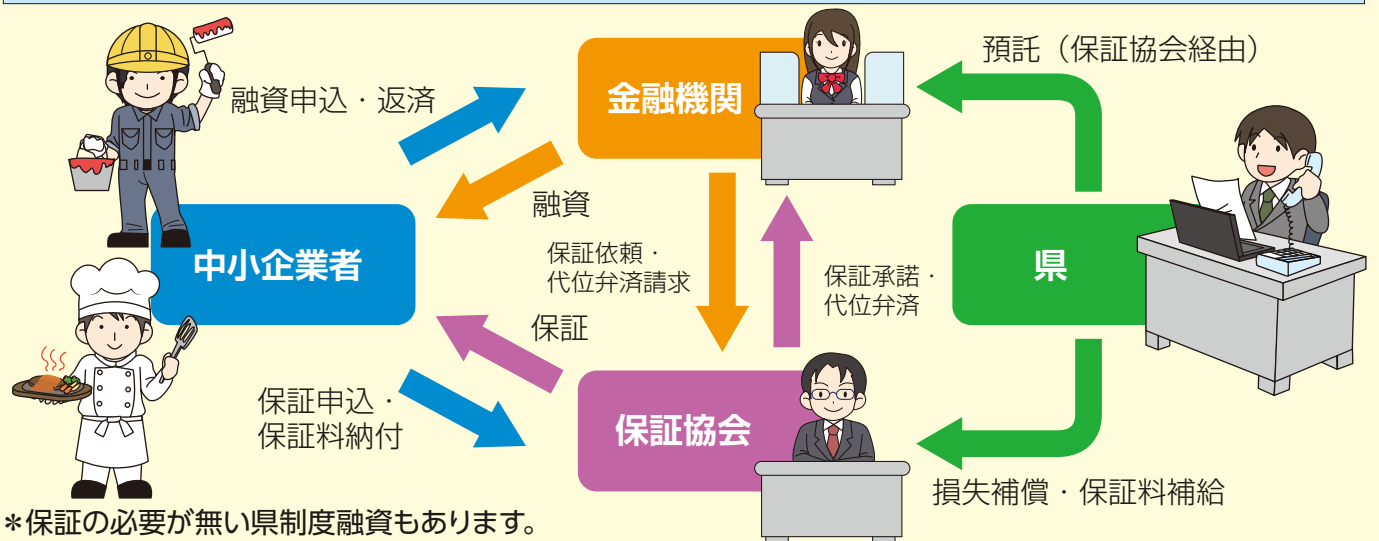 預託（保証協会経由）
金融機関
融資申込・返済
融資
保証依頼・
代位弁済請求
保証承諾・
代位弁済
中小企業者
県
保証
保証申込・
保証料納付
保証協会
損失補償・保証料補給
*保証の必要が無い県制度融資もあります。